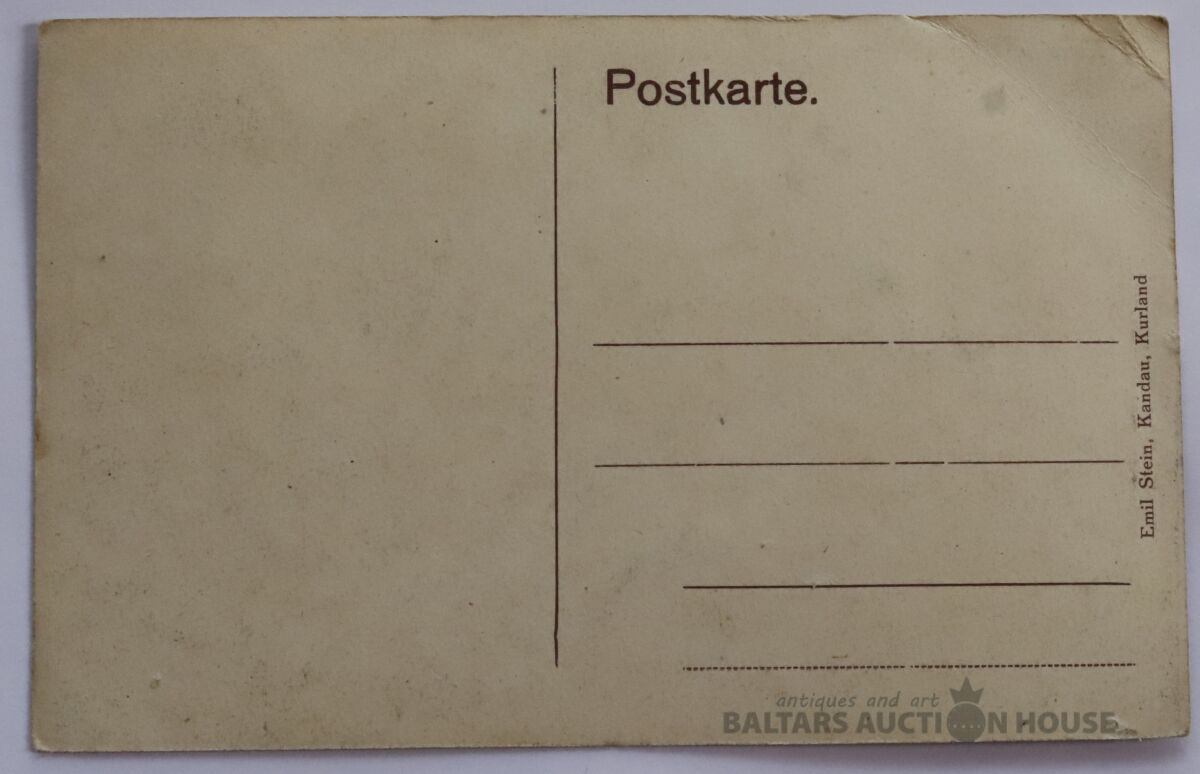 Postkarte.
Emil Stein, Kandau, Kurland
antiques and art
BALTARS AUCTION HOUSE